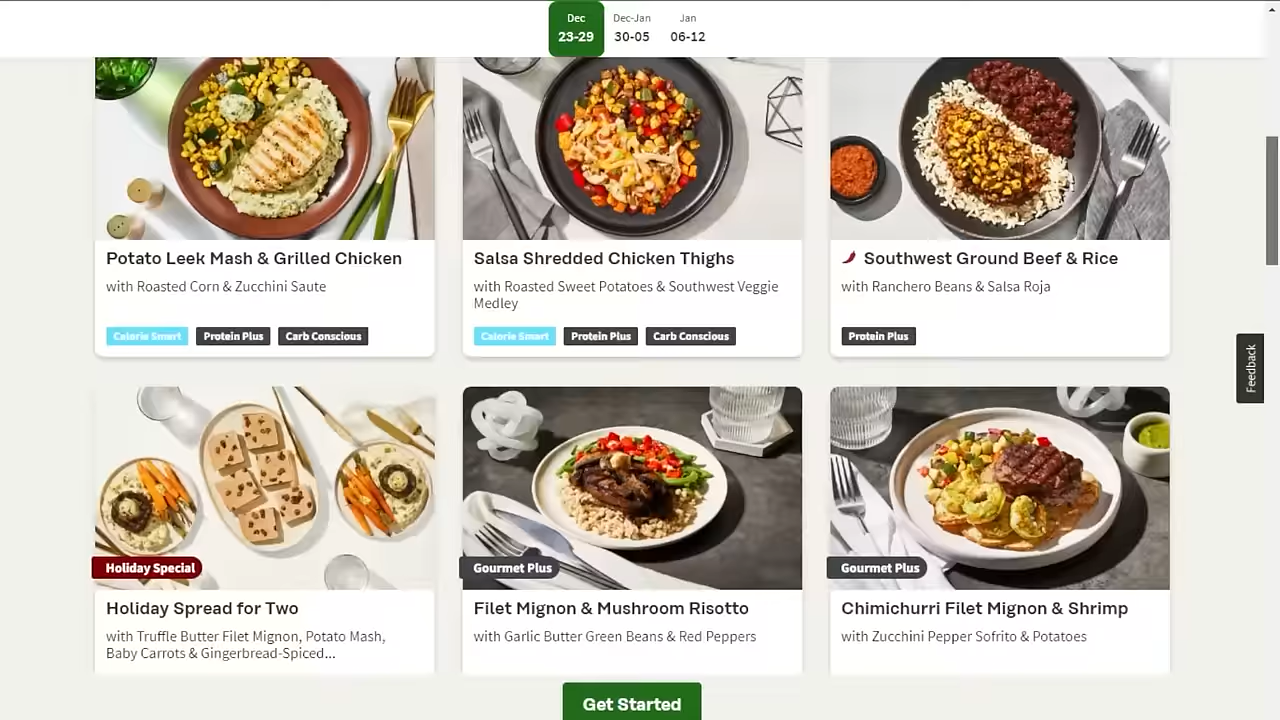 Dec
23-29
Dec-Jan
30-05
Jan
06-12
Potato Leek Mash & Grilled Chicken
with Roasted Corn & Zucchini Saute
Calorie Smart
Protein Plus
Carb Conscious
Salsa Shredded Chicken Thighs
with Roasted Sweet Potatoes & Southwest Veggie
Medley
Calorie Smart
Protein Plus
Carb Conscious
Southwest Ground Beef & Rice
with Ranchero Beans & Salsa Roja
Protein Plus
Feedback
Holiday Special
Holiday Spread for Two
with Truffle Butter Filet Mignon, Potato Mash,
Baby Carrots & Gingerbread-Spiced...
Gourmet Plus
Filet Mignon & Mushroom Risotto
with Garlic Butter Green Beans & Red Peppers
Gourmet Plus
Chimichurri Filet Mignon & Shrimp
with Zucchini Pepper Sofrito & Potatoes
Get Started